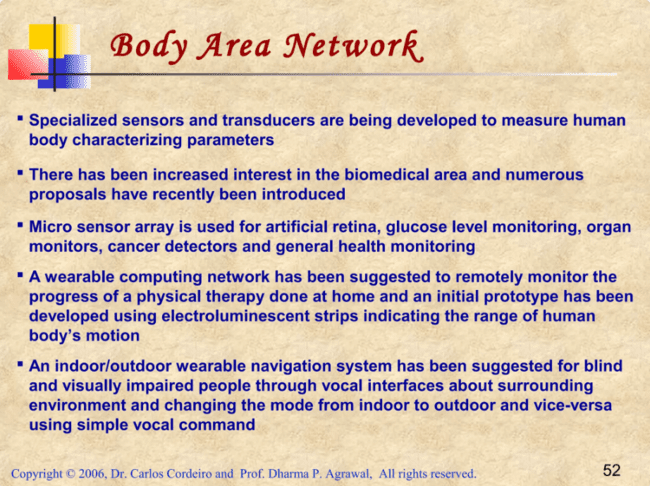 Body Area Network
▪ Specialized sensors and transducers are being developed to measure human
body characterizing parameters
▪ There has been increased interest in the biomedical area and numerous
proposals have recently been introduced
▪ Micro sensor array is used for artificial retina, glucose level monitoring, organ
monitors, cancer detectors and general health monitoring
▪ A wearable computing network has been suggested to remotely monitor the
progress of a physical therapy done at home and an initial prototype has been
developed using electroluminescent strips indicating the range of human
body’s motion
▪ An indoor/outdoor wearable navigation system has been suggested for blind
and visually impaired people through vocal interfaces about surrounding
environment and changing the mode from indoor to outdoor and vice-versa
using simple vocal command
Copyright © 2006, Dr. Carlos Cordeiro and Prof. Dharma P. Agrawal, All rights reserved.
52